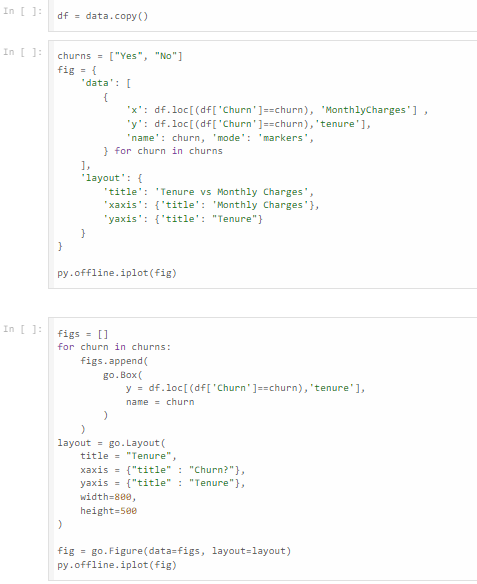 In [ ]: df = data.copy()
In [ ]: churns = ["Yes", "No"]
fig = {
    'data': [
        {
            'x': df.loc[(df['Churn']==churn), 'MonthlyCharges'] ,
            'y': df.loc[(df['Churn']==churn),'tenure'],
            'name': churn, 'mode': 'markers',
        } for churn in churns
    ],
    'layout': {
        'title': 'Tenure vs Monthly Charges',
        'xaxis': {'title': 'Monthly Charges'},
        'yaxis': {'title': "Tenure"}
    }
}
py.offline.iplot(fig)
In [ ]: figs = []
for churn in churns:
    figs.append(
        go.Box(
            y = df.loc[(df['Churn']==churn),'tenure'],
            name = churn
        )
    )
layout = go.Layout(
    title = "Tenure",
    xaxis = {"title" : "Churn?"},
    yaxis = {"title" : "Tenure"},
    width=800,
    height=500
)
fig = go.Figure(data=figs, layout=layout)
py.offline.iplot(fig)